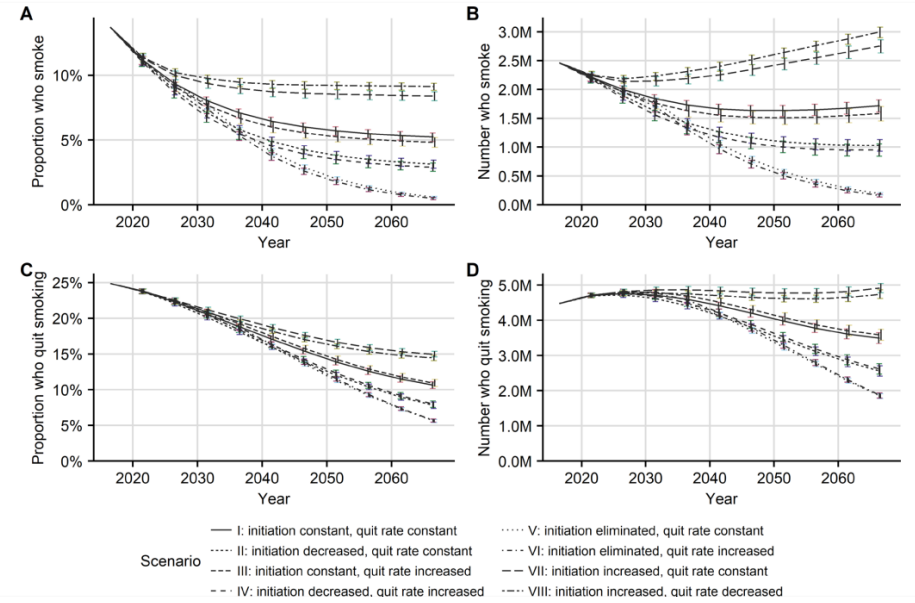 A
Proportion who smoke
10%
5%
0%
2020 2030 2040 2050 2060
Year
B
Number who smoke
3.0M
2.5M
2.0M
1.5M
1.0M
0.5M
0.0M
2020 2030 2040 2050 2060
Year
C
Proportion who quit smoking
25%
20%
15%
10%
5%
0%
2020 2030 2040 2050 2060
Year
D
Number who quit smoking
5.0M
4.0M
3.0M
2.0M
1.0M
0.0M
2020 2030 2040 2050 2060
Year
Scenario
I: initiation constant, quit rate constant
II: initiation decreased, quit rate constant
III: initiation constant, quit rate increased
IV: initiation decreased, quit rate increased
V: initiation eliminated, quit rate constant
VI: initiation eliminated, quit rate increased
VII: initiation increased, quit rate constant
VIII: initiation increased, quit rate decreased